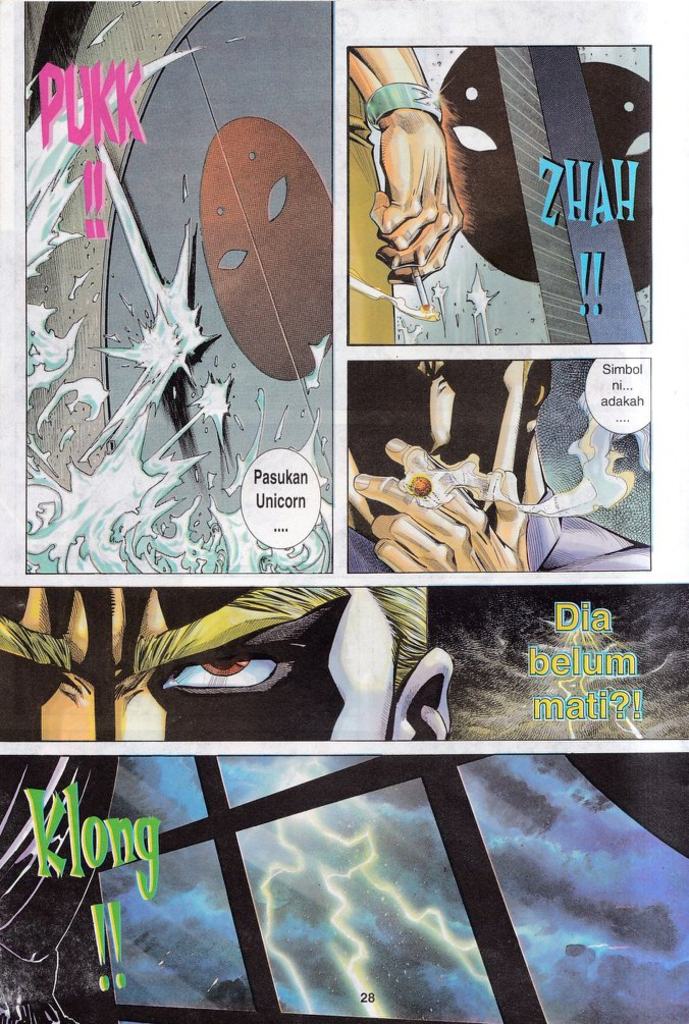 PUKK
!!
Pasukan
Unicorn
....
ZHAH
!!
Simbol
ni...
adakah
....
Dia
belum
mati?!
Klong
!!
28